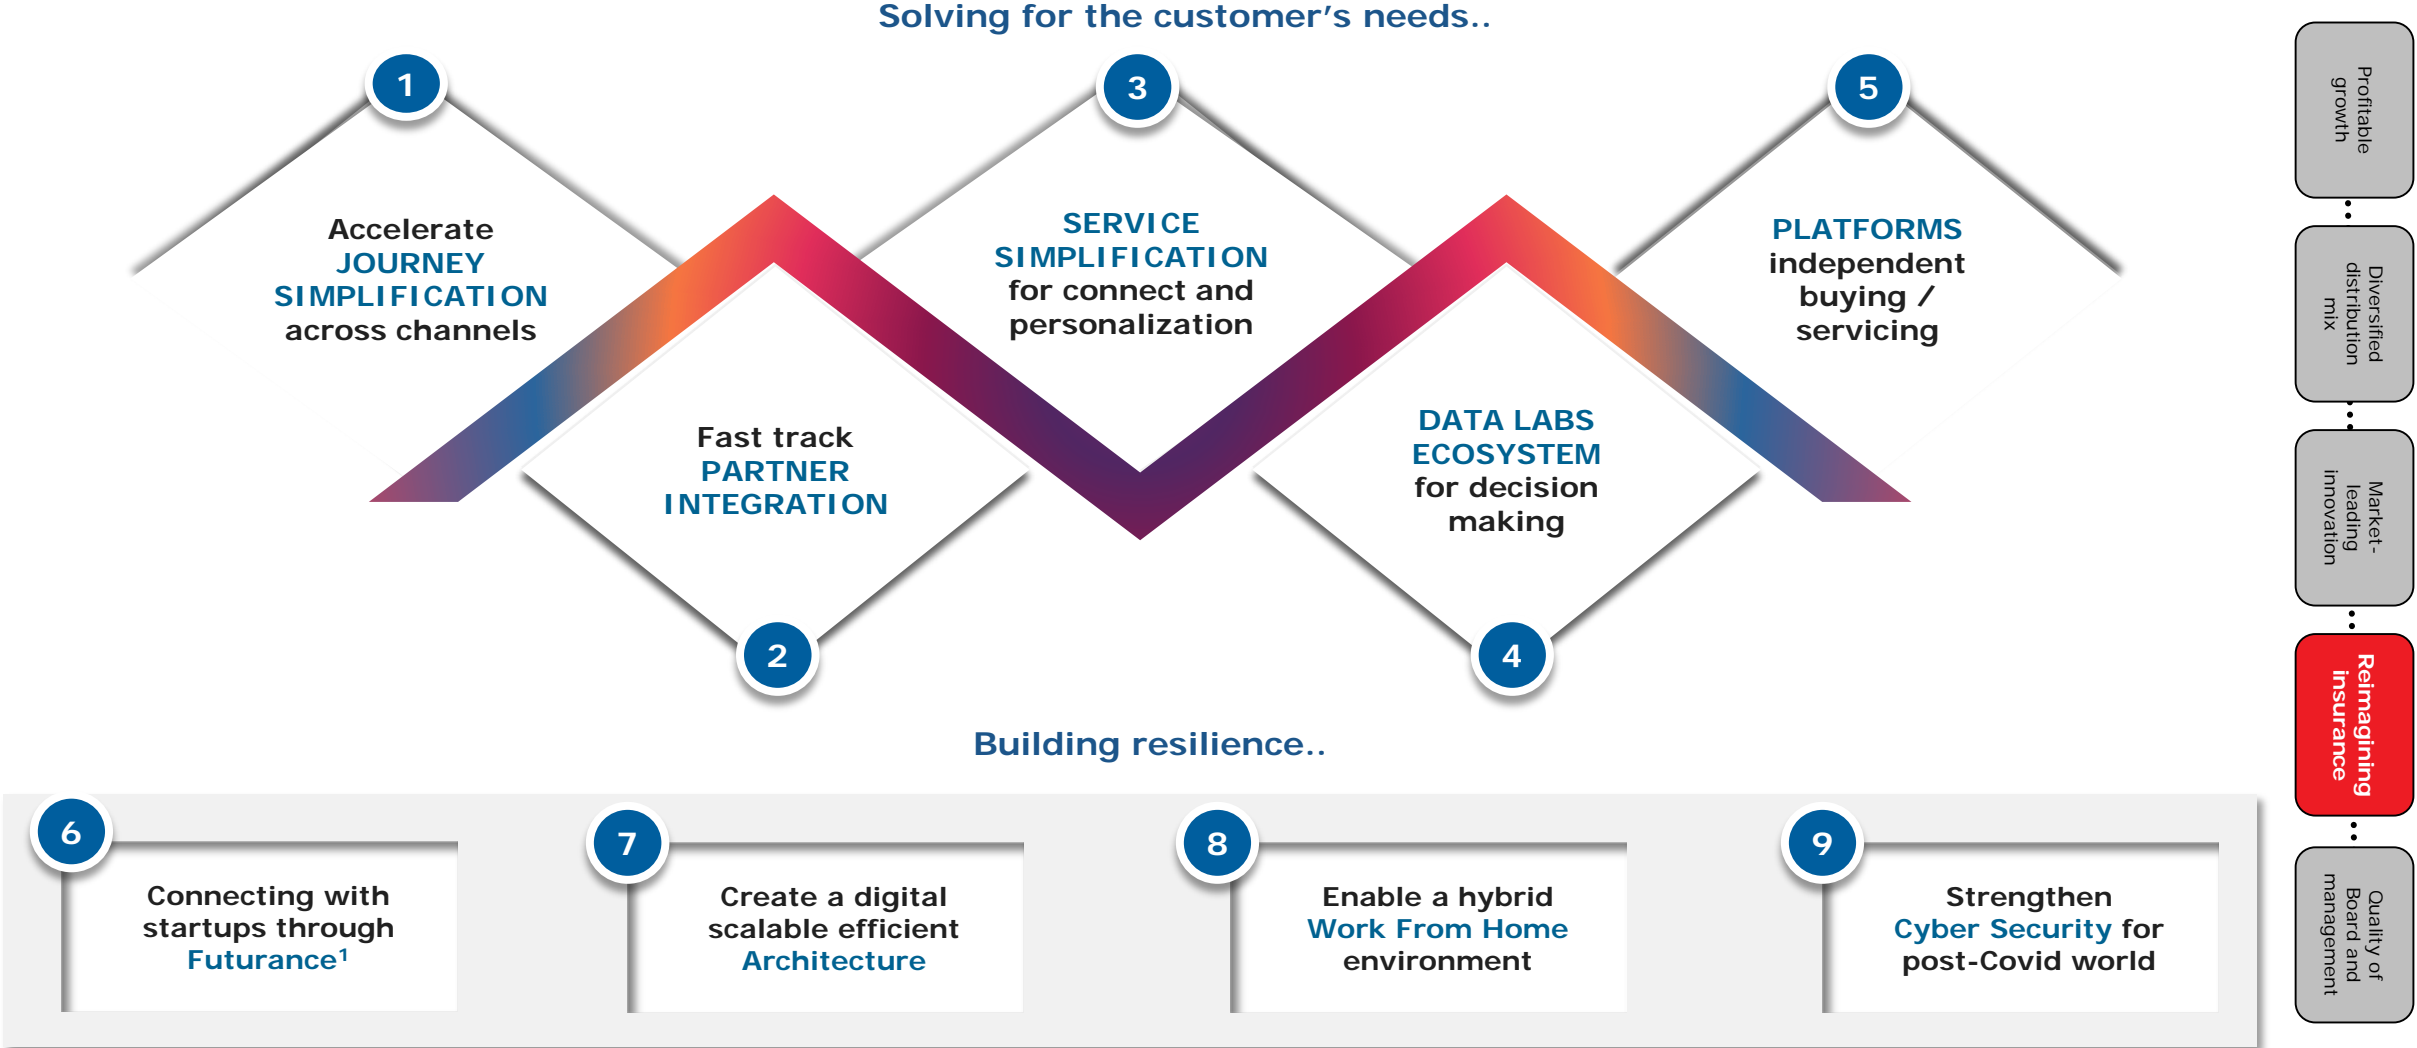 Solving for the customer's needs..
1
Accelerate
JOURNEY
SIMPLIFICATION
across channels
2
Fast track
PARTNER
INTEGRATION
3
SERVICE
SIMPLIFICATION
for connect and
personalization
4
DATA LABS
ECOSYSTEM
for decision
making
5
PLATFORMS
independent
buying /
servicing
Building resilience..
6
Connecting with
startups through
Futurance¹
7
Create a digital
scalable efficient
Architecture
8
Enable a hybrid
Work From Home
environment
9
Strengthen
Cyber Security for
post-Covid world
Profitable
growth
Diversified
distribution
mix
Market-
leading
innovation
Reimagining
insurance
Quality of
Board and
management